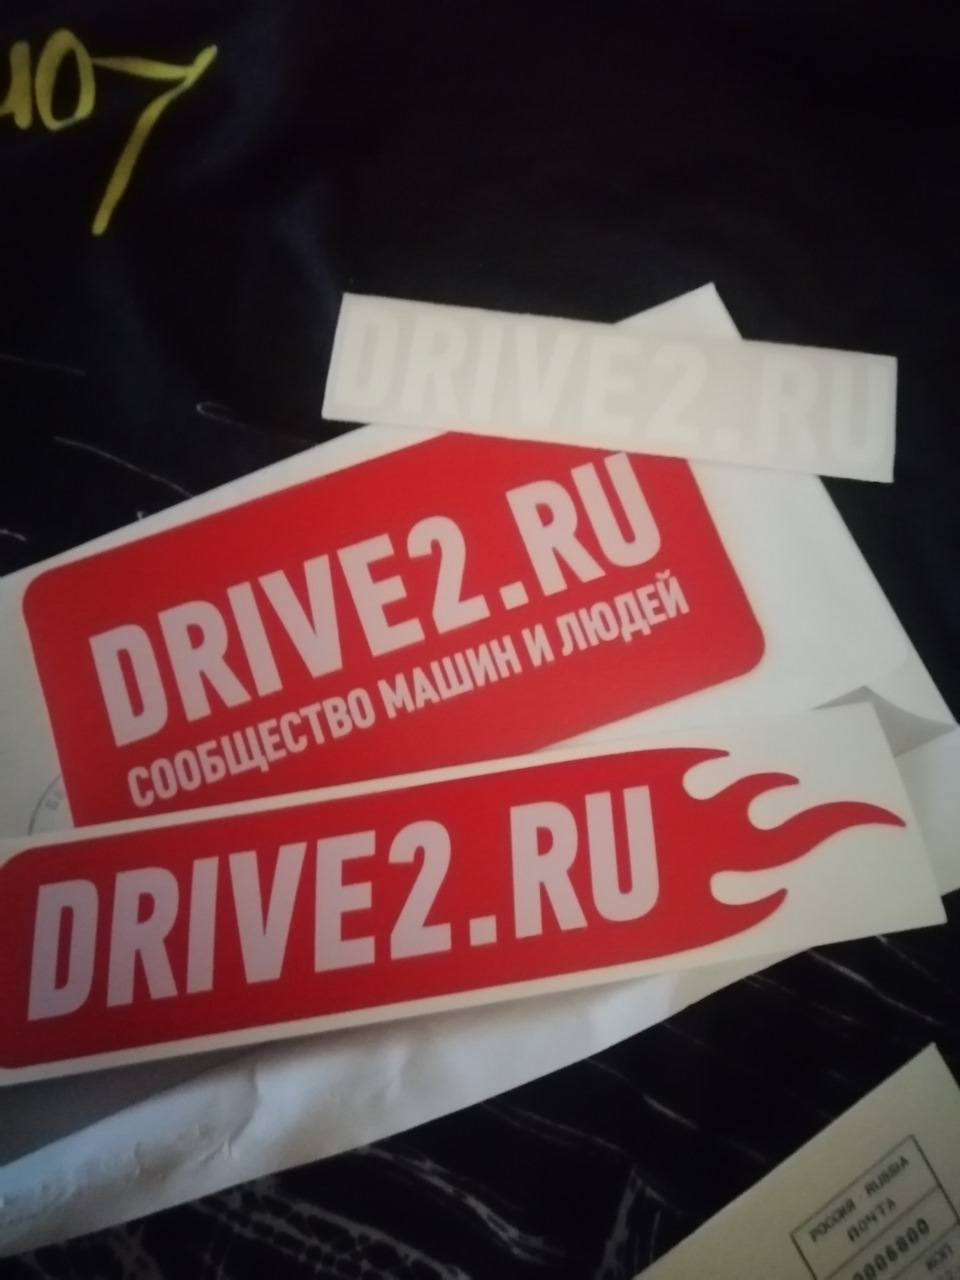 DRIVE2.RU
DRIVE2.RU
СООБЩЕСТВО МАШИН И ЛЮДЕЙ
DRIVE2.RU
РОССИЯ - RUSSIA
ПОЧТА